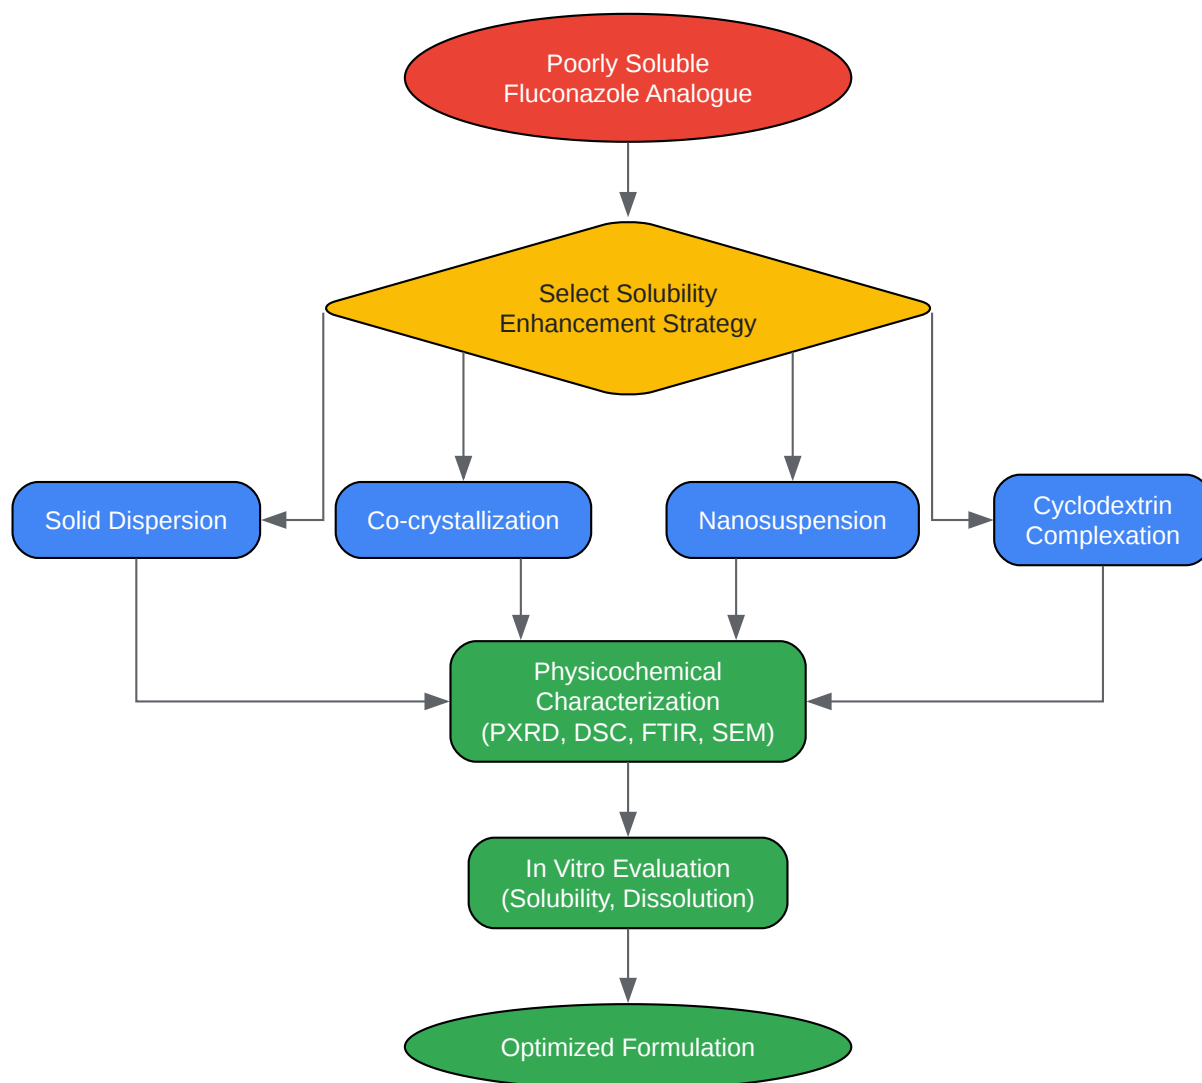 Poorly Soluble
Fluconazole Analogue
Select Solubility
Enhancement Strategy
Solid Dispersion
Co-crystallization
Nanosuspension
Cyclodextrin
Complexation
Physicochemical
Characterization
(PXRD, DSC, FTIR, SEM)
In Vitro Evaluation
(Solubility, Dissolution)
Optimized Formulation